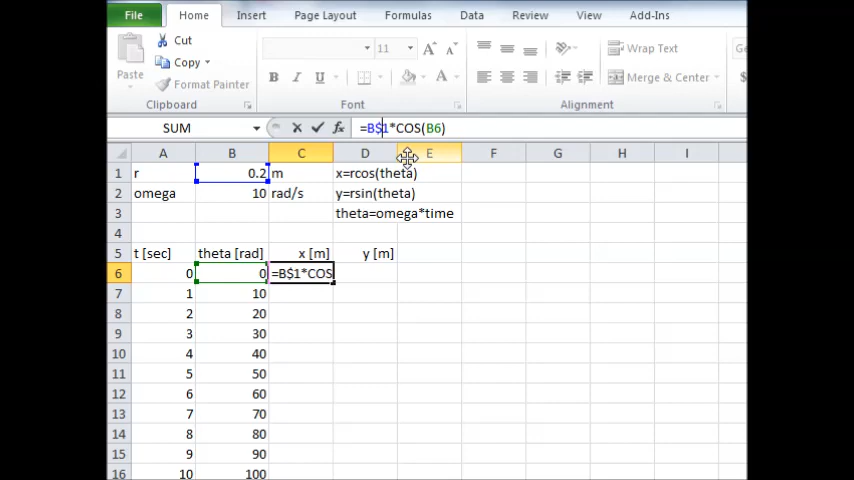 File Home Insert Page Layout Formulas Data Review View Add-Ins
Paste
Cut
Copy
Format Painter
Clipboard
11 A A
B I U A
Font
Wrap Text
Merge & Center
Alignment
Ge
$
SUM fx =B$1*COS(B6)
A B C D E F G H I
1 r 0.2 m x=rcos(theta)
2 omega 10 rad/s y=rsin(theta)
3 theta=omega*time
4
5 t [sec] theta [rad] x [m] y [m]
6 0 0 =B$1*COS
7 1 10
8 2 20
9 3 30
10 4 40
11 5 50
12 6 60
13 7 70
14 8 80
15 9 90
16 10 100